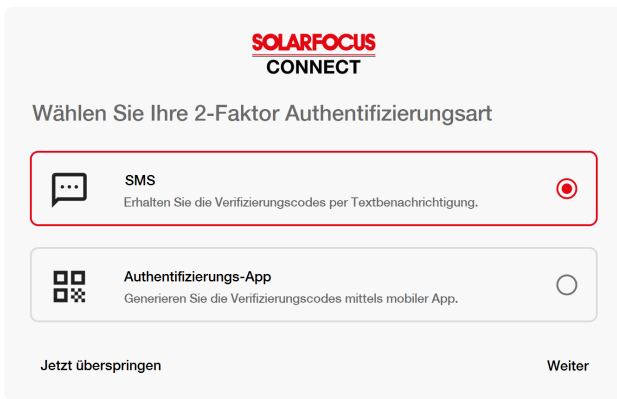 SOLARFOCUS
CONNECT
Wählen Sie Ihre 2-Faktor Authentifizierungsart
SMS
Erhalten Sie die Verifizierungscodes per Textbenachrichtigung.
Authentifizierungs-App
Generieren Sie die Verifizierungscodes mittels mobiler App.
Jetzt überspringen
Weiter